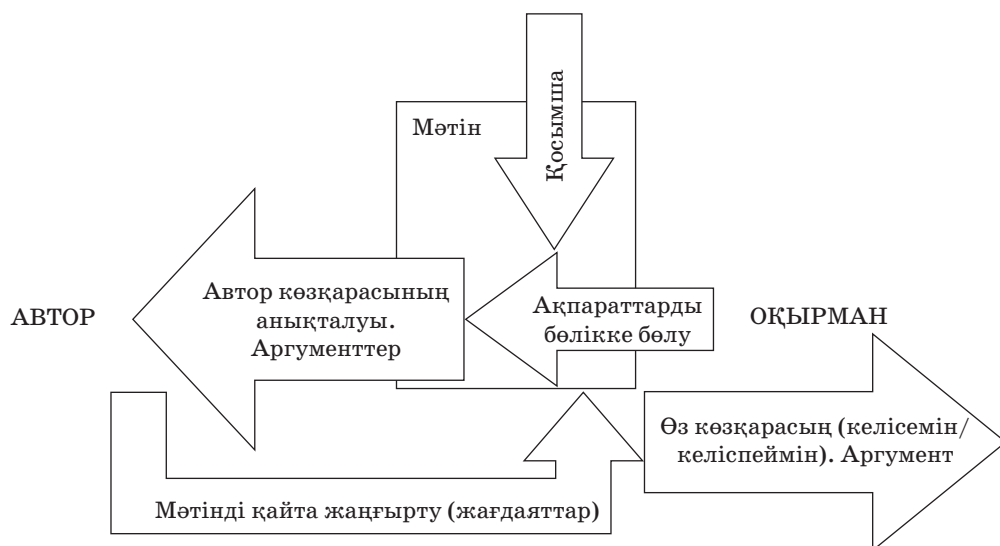 Қосымша
Мәтін
АВТОР
Автор көзқарасының
анықталуы.
Аргументтер
Ақпараттарды
бөлікке бөлу
ОҚЫРМАН
Өз көзқарасың (келісемін/
келіспеймін). Аргумент
Мәтінді қайта жаңғырту (жағдаяттар)